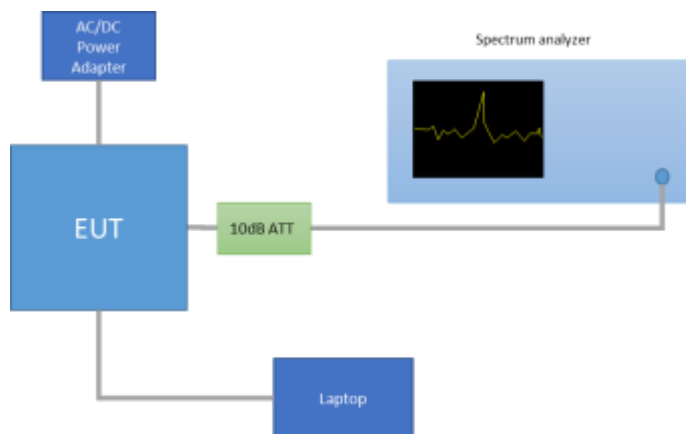 AC/DC
Power
Adapter
Spectrum analyzer
EUT
10dB ATT
Laptop